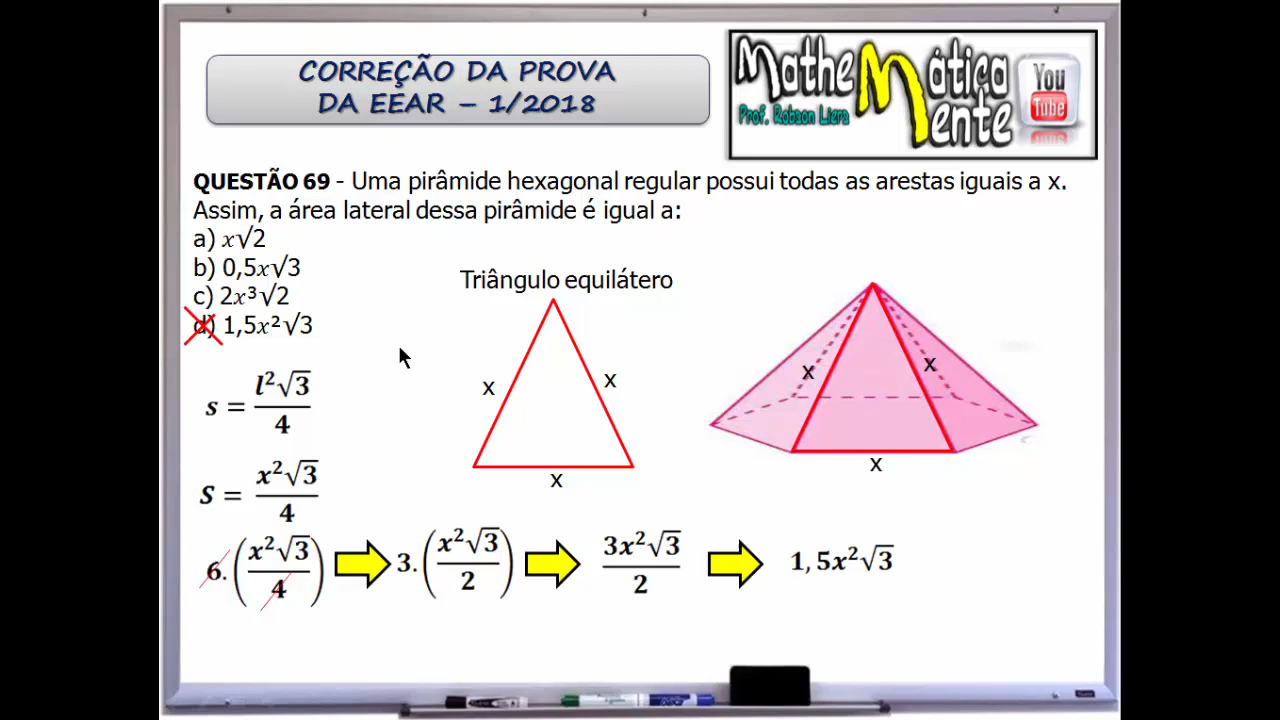 CORREÇÃO DA PROVA
DA EEAR – 1/2018
MatheMática
Mente
Prof. Robson Liera
You
Tube
QUESTÃO 69 - Uma pirâmide hexagonal regular possui todas as arestas iguais a x.
Assim, a área lateral dessa pirâmide é igual a:
a) x√2
b) 0,5x√3
c) 2x³√2
d) 1,5x²√3
Triângulo equilátero
x x
x
x x
x
s = l²√3/4
S = x²√3/4
6.(x²√3/4) 3.(x²√3/2) 3x²√3/2 1,5x²√3